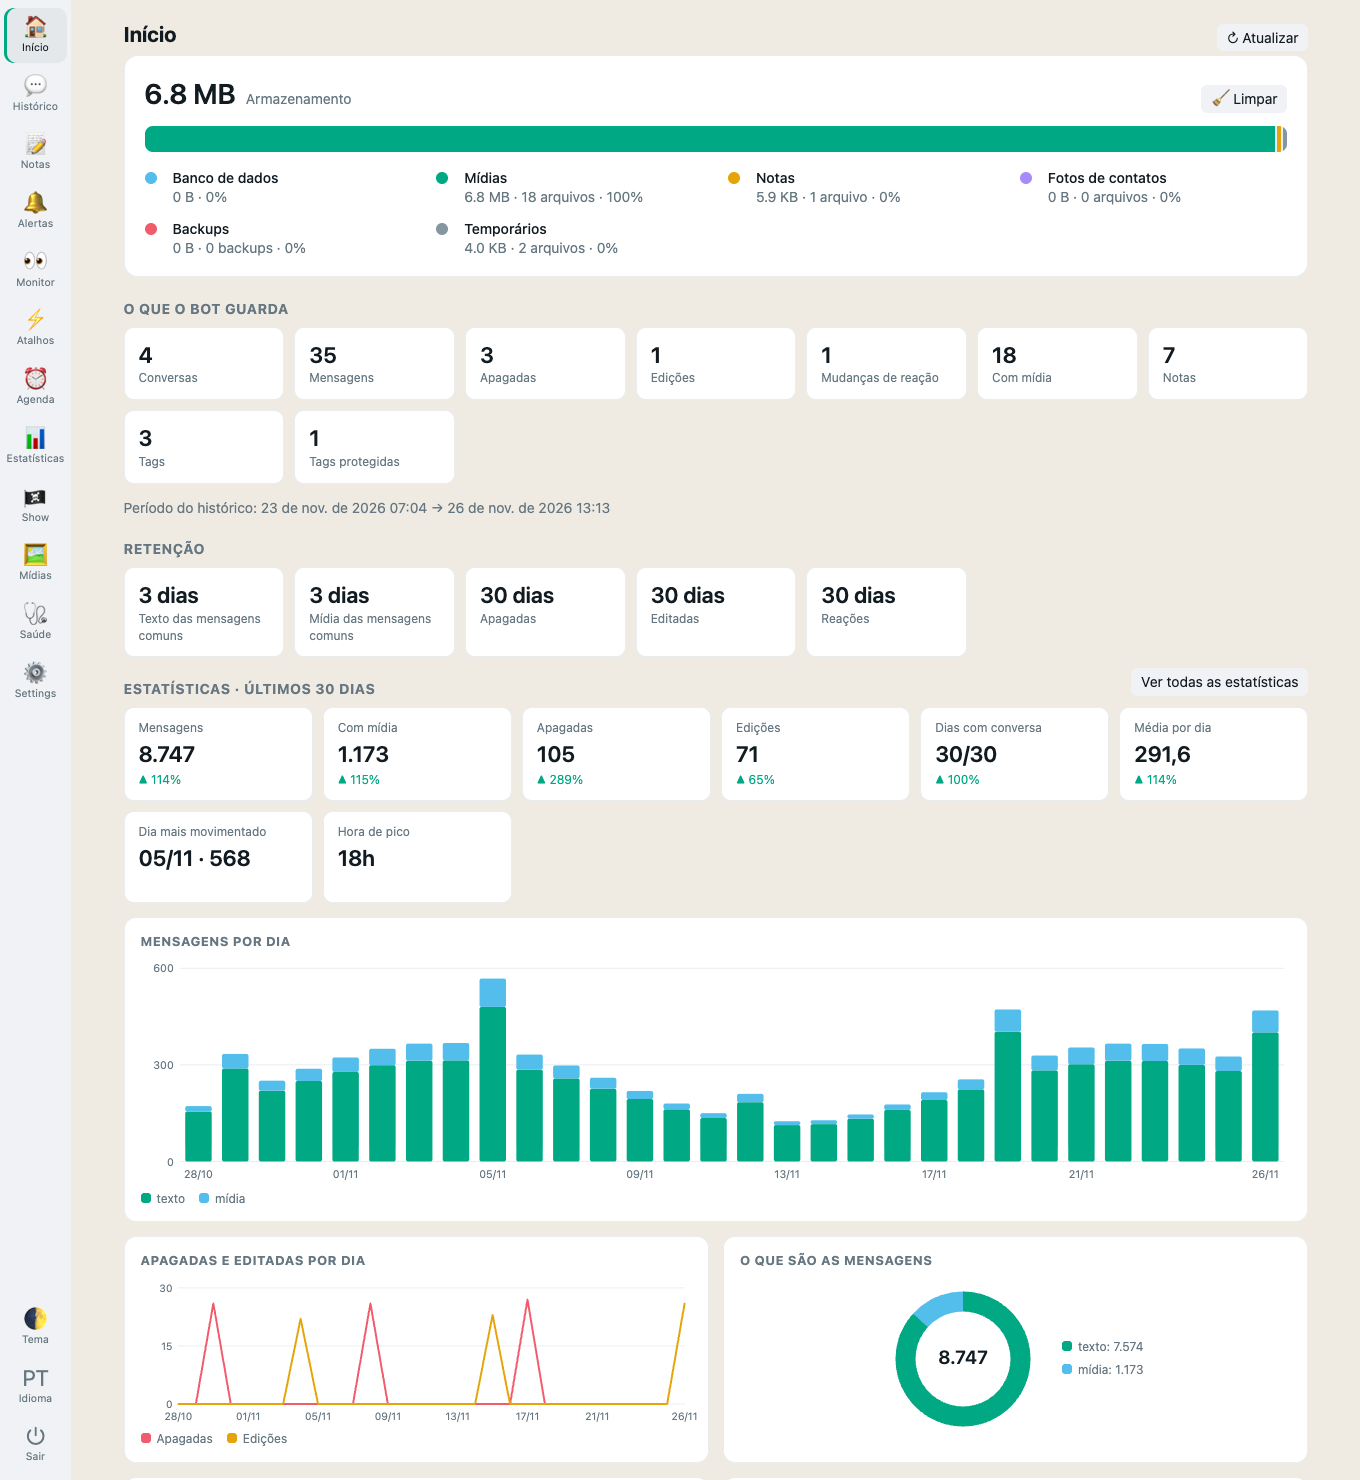 Início
Histórico
Notas
Alertas
Monitor
Atalhos
Agenda
Estatísticas
Show
Mídias
Saúde
Settings
Tema
PT
Idioma
Sair
Início
Atualizar
6.8 MB Armazenamento
Limpar
Banco de dados
0 B · 0%
Mídias
6.8 MB · 18 arquivos · 100%
Notas
5.9 KB · 1 arquivo · 0%
Fotos de contatos
0 B · 0 arquivos · 0%
Backups
0 B · 0 backups · 0%
Temporários
4.0 KB · 2 arquivos · 0%
O QUE O BOT GUARDA
4
Conversas
35
Mensagens
3
Apagadas
1
Edições
1
Mudanças de reação
18
Com mídia
7
Notas
3
Tags
1
Tags protegidas
Período do histórico: 23 de nov. de 2026 07:04 → 26 de nov. de 2026 13:13
RETENÇÃO
3 dias
Texto das mensagens
comuns
3 dias
Mídia das mensagens
comuns
30 dias
Apagadas
30 dias
Editadas
30 dias
Reações
ESTATÍSTICAS · ÚLTIMOS 30 DIAS
Ver todas as estatísticas
Mensagens
8.747
▲ 114%
Com mídia
1.173
▲ 115%
Apagadas
105
▲ 289%
Edições
71
▲ 65%
Dias com conversa
30/30
▲ 100%
Média por dia
291,6
▲ 114%
Dia mais movimentado
05/11 · 568
Hora de pico
18h
MENSAGENS POR DIA
600
300
0
28/10 01/11 05/11 09/11 13/11 17/11 21/11 26/11
texto mídia
APAGADAS E EDITADAS POR DIA
30
15
0
28/10 01/11 05/11 09/11 13/11 17/11 21/11 26/11
Apagadas Edições
O QUE SÃO AS MENSAGENS
8.747
texto: 7.574
mídia: 1.173